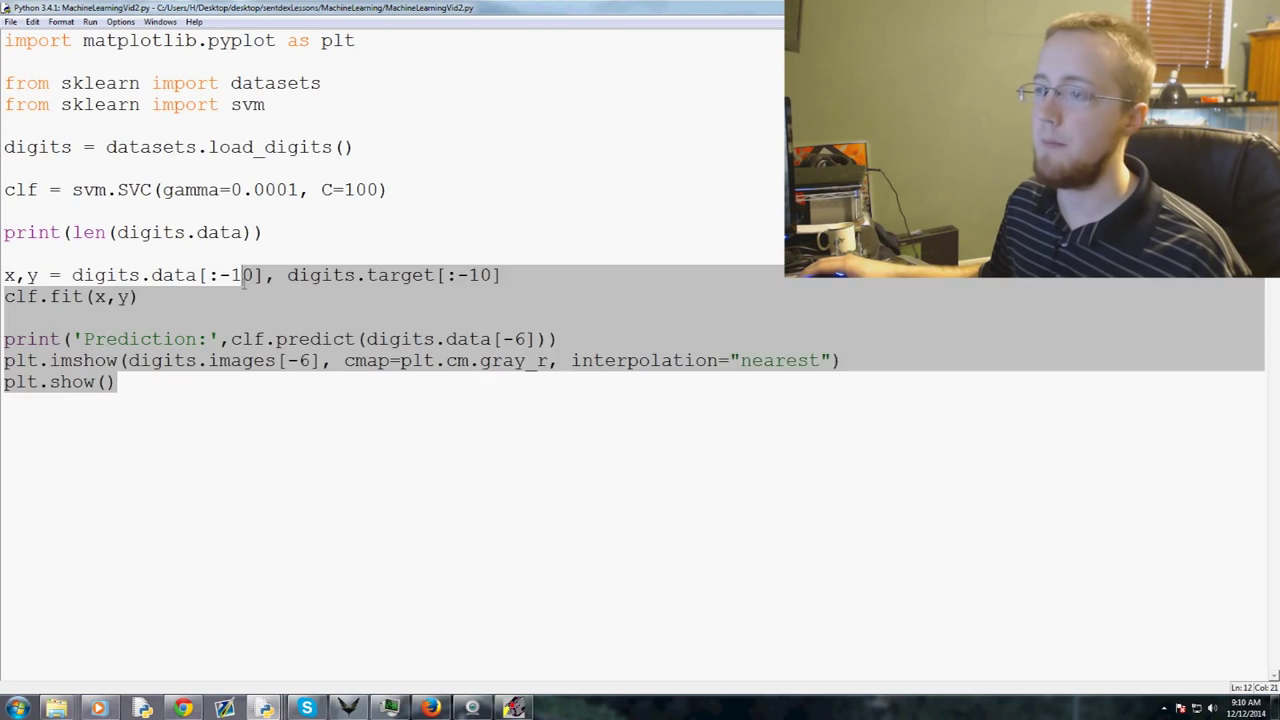 Python 3.4.1: MachineLearningVid2.py - C:/Users/H/Desktop/desktop/sentdexLessons/MachineLearning/MachineLearningVid2.py
File Edit Format Run Options Windows Help
import matplotlib.pyplot as plt
from sklearn import datasets
from sklearn import svm
digits = datasets.load_digits()
clf = svm.SVC(gamma=0.0001, C=100)
print(len(digits.data))
x,y = digits.data[:-10], digits.target[:-10]
clf.fit(x,y)
print('Prediction:',clf.predict(digits.data[-6]))
plt.imshow(digits.images[-6], cmap=plt.cm.gray_r, interpolation="nearest")
plt.show()
Ln: 12 Col: 21
9:10 AM
12/12/2014